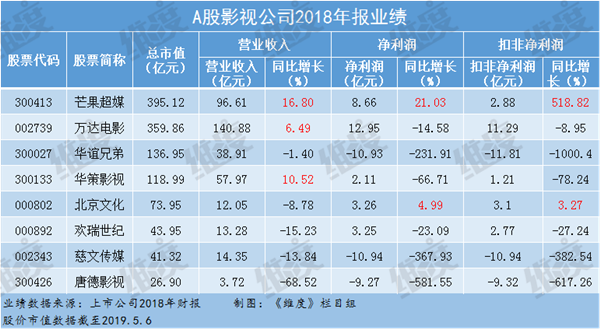 A股影视公司2018年报业绩
股票代码 股票简称 总市值（亿元） 营业收入 净利润 扣非净利润
营业收入（亿元） 同比增长（%） 净利润（亿元） 同比增长（%） 扣非净利润（亿元） 同比增长（%）
300413 芒果超媒 395.12 96.61 16.80 8.66 21.03 2.88 518.82
002739 万达电影 359.86 140.88 6.49 12.95 -14.58 11.29 -8.95
300027 华谊兄弟 136.95 38.91 -1.40 -10.93 -231.91 -11.81 -1000.4
300133 华策影视 118.99 57.97 10.52 2.11 -66.71 1.21 -78.24
000802 北京文化 73.95 12.05 -8.78 3.26 4.99 3.1 3.27
000892 欢瑞世纪 43.95 13.28 -15.23 3.25 -23.09 2.77 -27.24
002343 慈文传媒 41.32 14.35 -13.84 -10.94 -367.93 -10.94 -382.54
300426 唐德影视 26.90 3.72 -68.52 -9.27 -581.55 -9.32 -617.26
业绩数据来源：上市公司2018年财报 制图：《维度》栏目组
股价市值数据截至2019.5.6